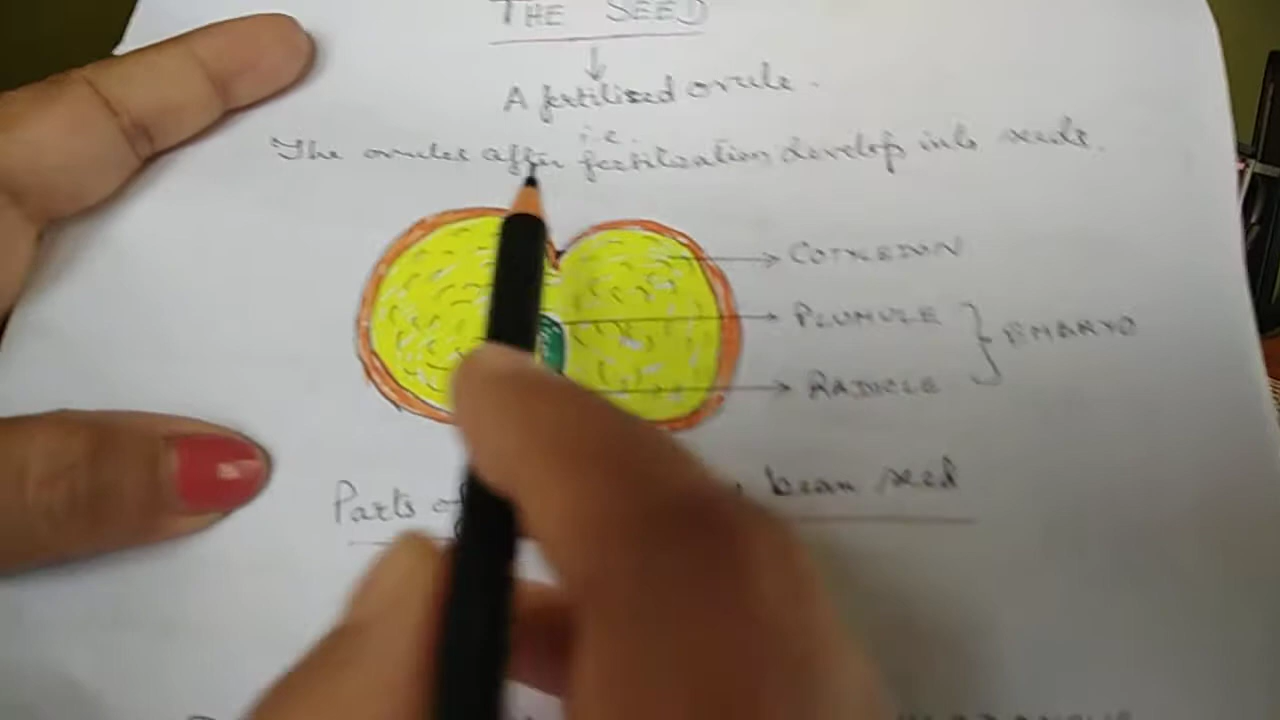 THE SEED
A fertilized ovule.
i.e.
The ovules after fertilization develop into seeds.
COTYLEDON
PLUMULE
EMBRYO
RADICLE
Parts of bean seed